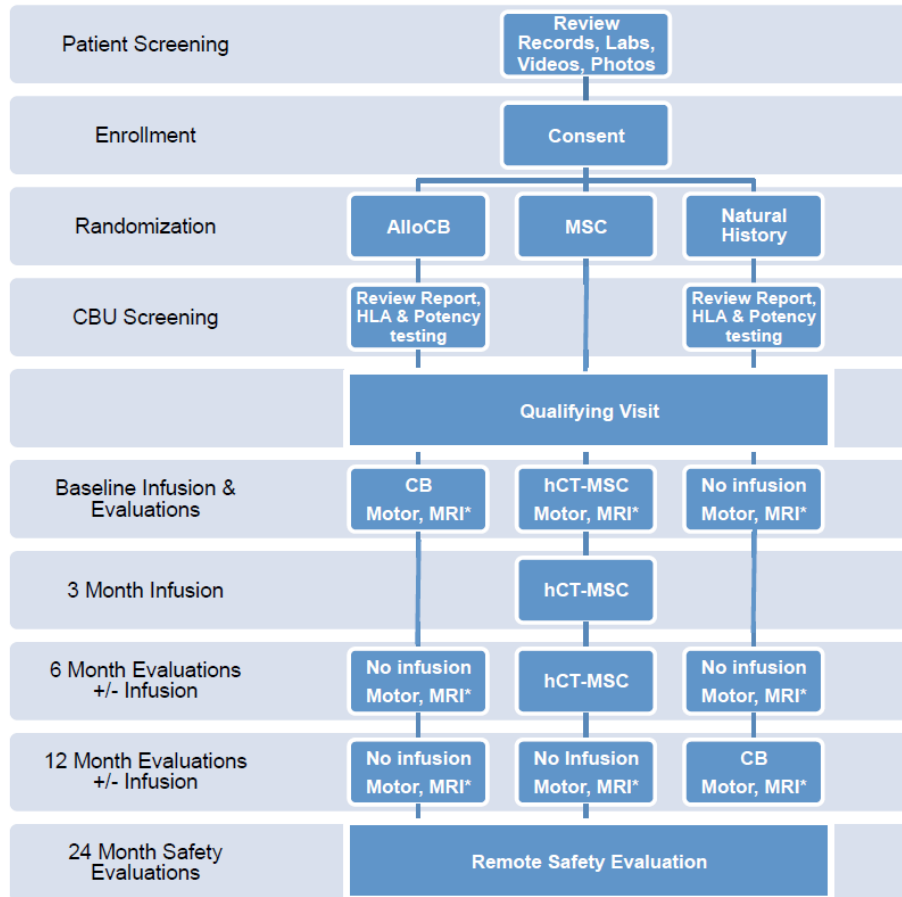 Patient Screening
Review
Records, Labs,
Videos, Photos
Enrollment
Consent
Randomization
AlloCB
MSC
Natural
History
CBU Screening
Review Report,
HLA & Potency
testing
Review Report,
HLA & Potency
testing
Qualifying Visit
Baseline Infusion &
Evaluations
CB
Motor, MRI*
hCT-MSC
Motor, MRI*
No infusion
Motor, MRI*
3 Month Infusion
hCT-MSC
6 Month Evaluations
+/- Infusion
No infusion
Motor, MRI*
hCT-MSC
No infusion
Motor, MRI*
12 Month Evaluations
+/- Infusion
No infusion
Motor, MRI*
No Infusion
Motor, MRI*
CB
Motor, MRI*
24 Month Safety
Evaluations
Remote Safety Evaluation